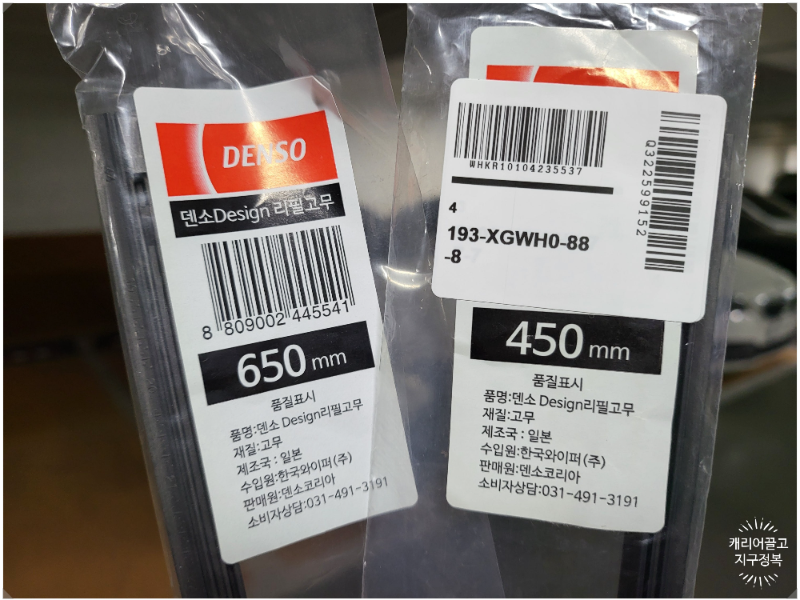 DENSO
덴소Design 리필고무
8 809002 445541
650 mm
품질표시
품명:덴소 Design리필고무
재질:고무
제조국 : 일본
수입원:한국와이퍼(주)
판매원:덴소코리아
소비자상담:031-491-3191
WHKR10104235537
Q3225599152
4
193-XGWH0-88
-8
450 mm
품질표시
품명:덴소 Design리필고무
재질:고무
제조국 : 일본
수입원:한국와이퍼(주)
판매원:덴소코리아
소비자상담:031-491-3191
캐리어끌고
지구정복